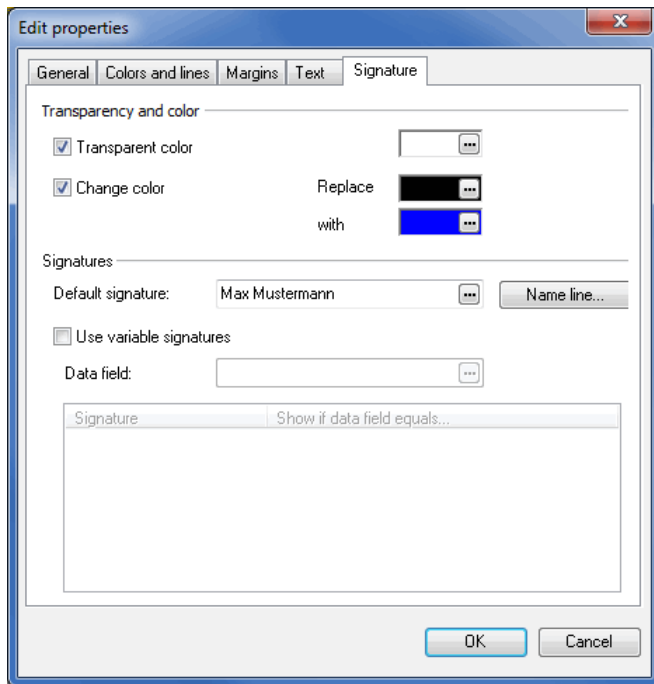 Edit properties
General Colors and lines Margins Text Signature
Transparency and color
Transparent color ...
Change color Replace ...
with ...
Signatures
Default signature: Max Mustermann ... Name line...
Use variable signatures
Data field: ...
Signature Show if data field equals...
OK Cancel